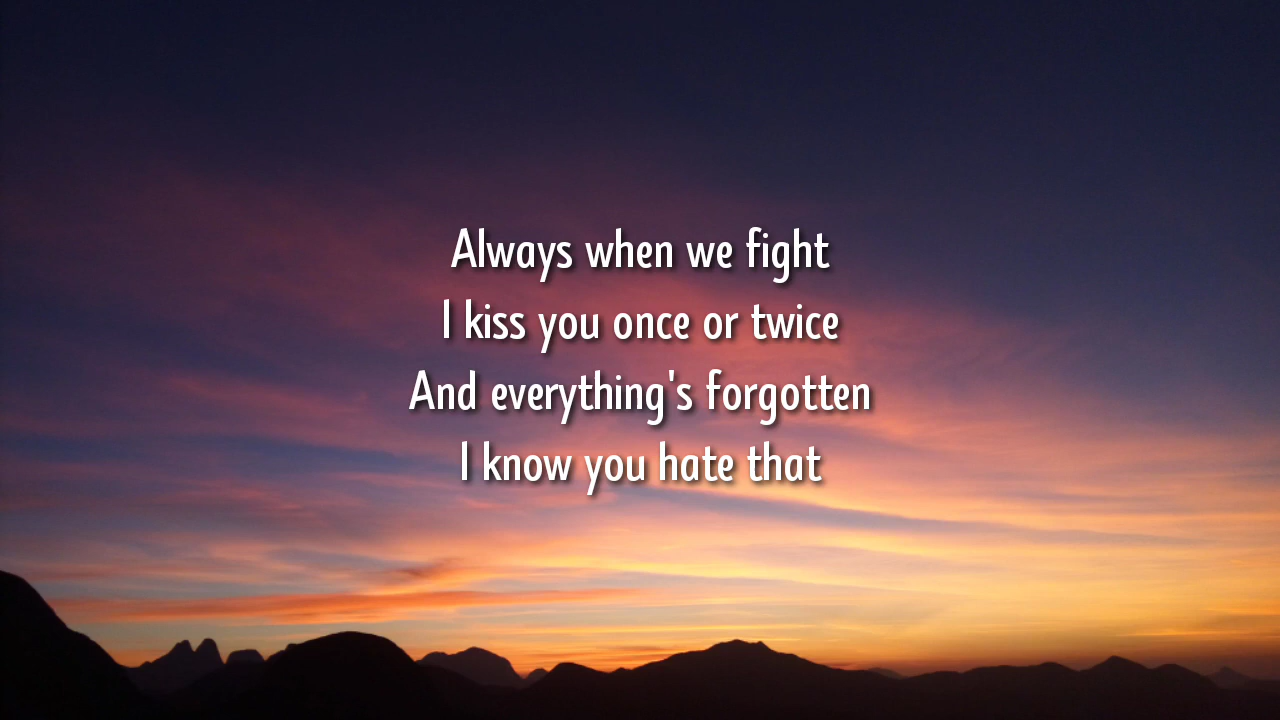 Always when we fight
I kiss you once or twice
And everything's forgotten
I know you hate that